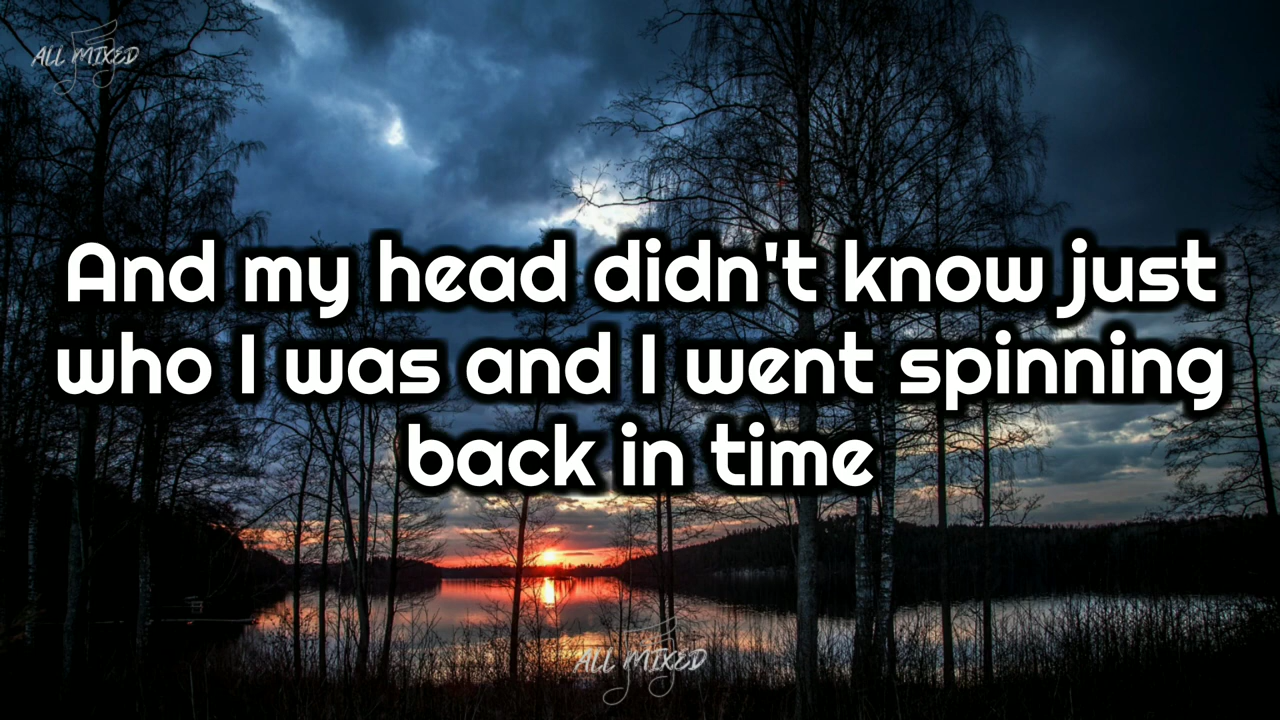 ALL MIXED
And my head didn't know just
who I was and I went spinning
back in time
ALL MIXED